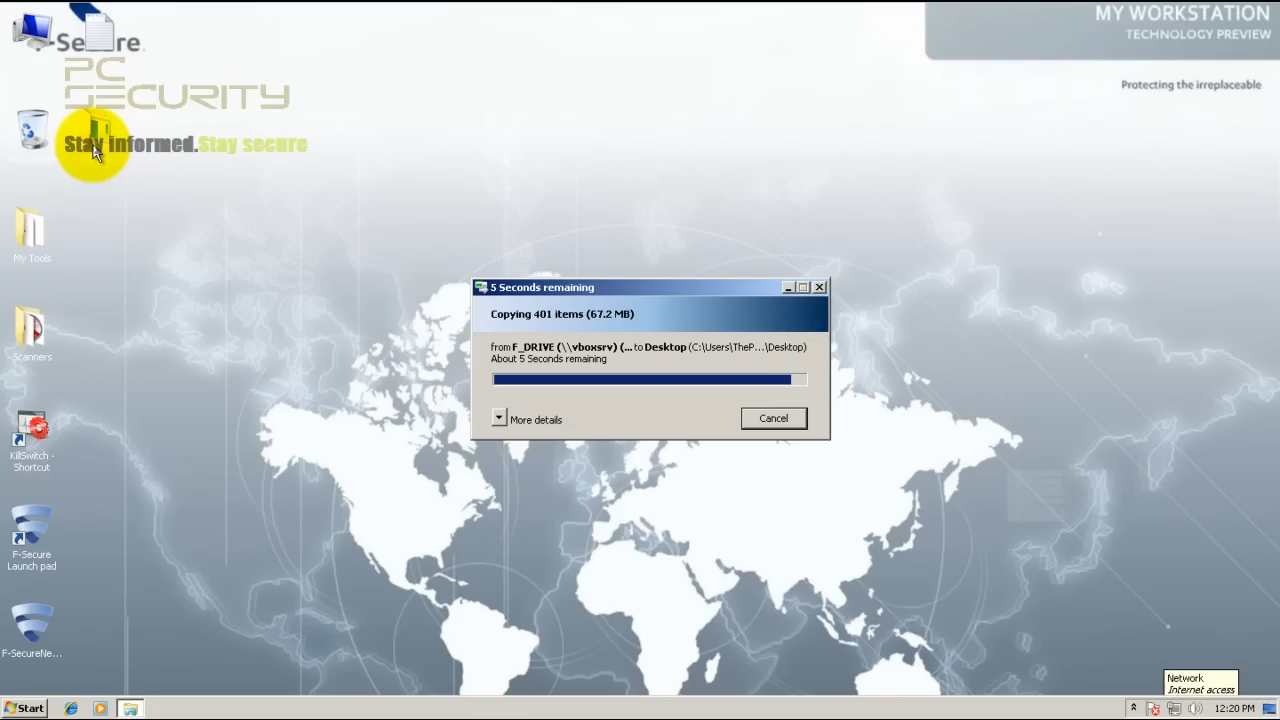 MY WORKSTATION
TECHNOLOGY PREVIEW
Protecting the irreplaceable
PC
SECURITY
Stay informed.Stay secure
My Tools
Scanners
KillSwitch -
Shortcut
F-Secure
Launch pad
F-SecureNe...
5 Seconds remaining
Copying 401 items (67.2 MB)
from F_DRIVE (\\vboxsrv) (... to Desktop (C:\Users\TheP...\Desktop)
About 5 Seconds remaining
More details
Cancel
Network
Internet access
Start
12:20 PM